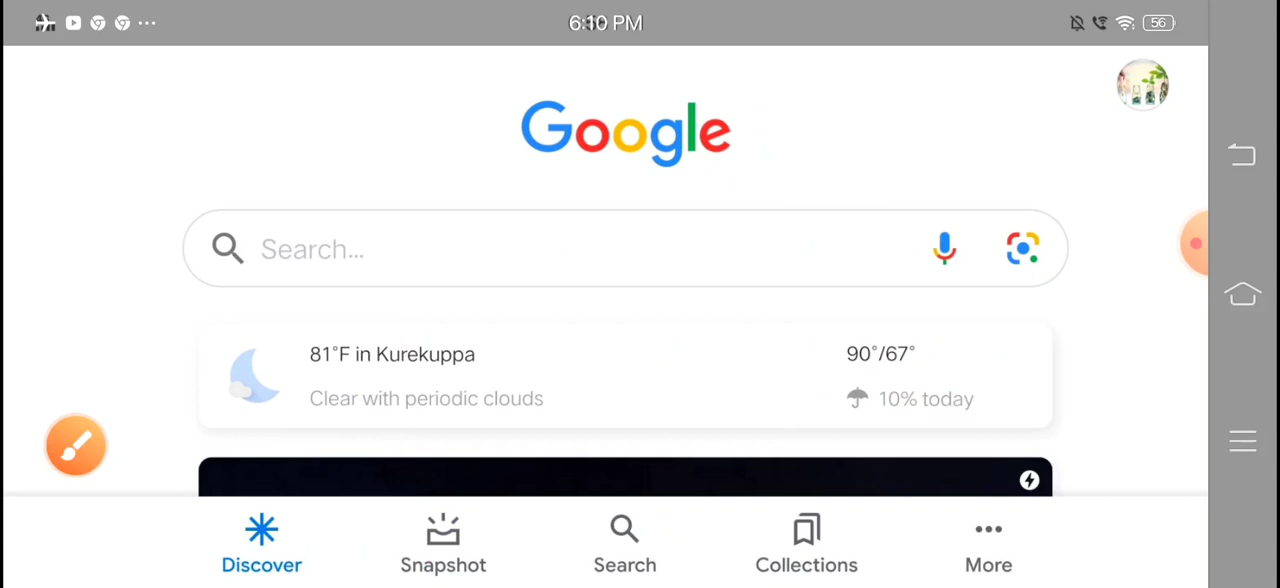 6:10 PM
56
Google
Search...
81°F in Kurekuppa
90°/67°
Clear with periodic clouds
10% today
Discover
Snapshot
Search
Collections
More